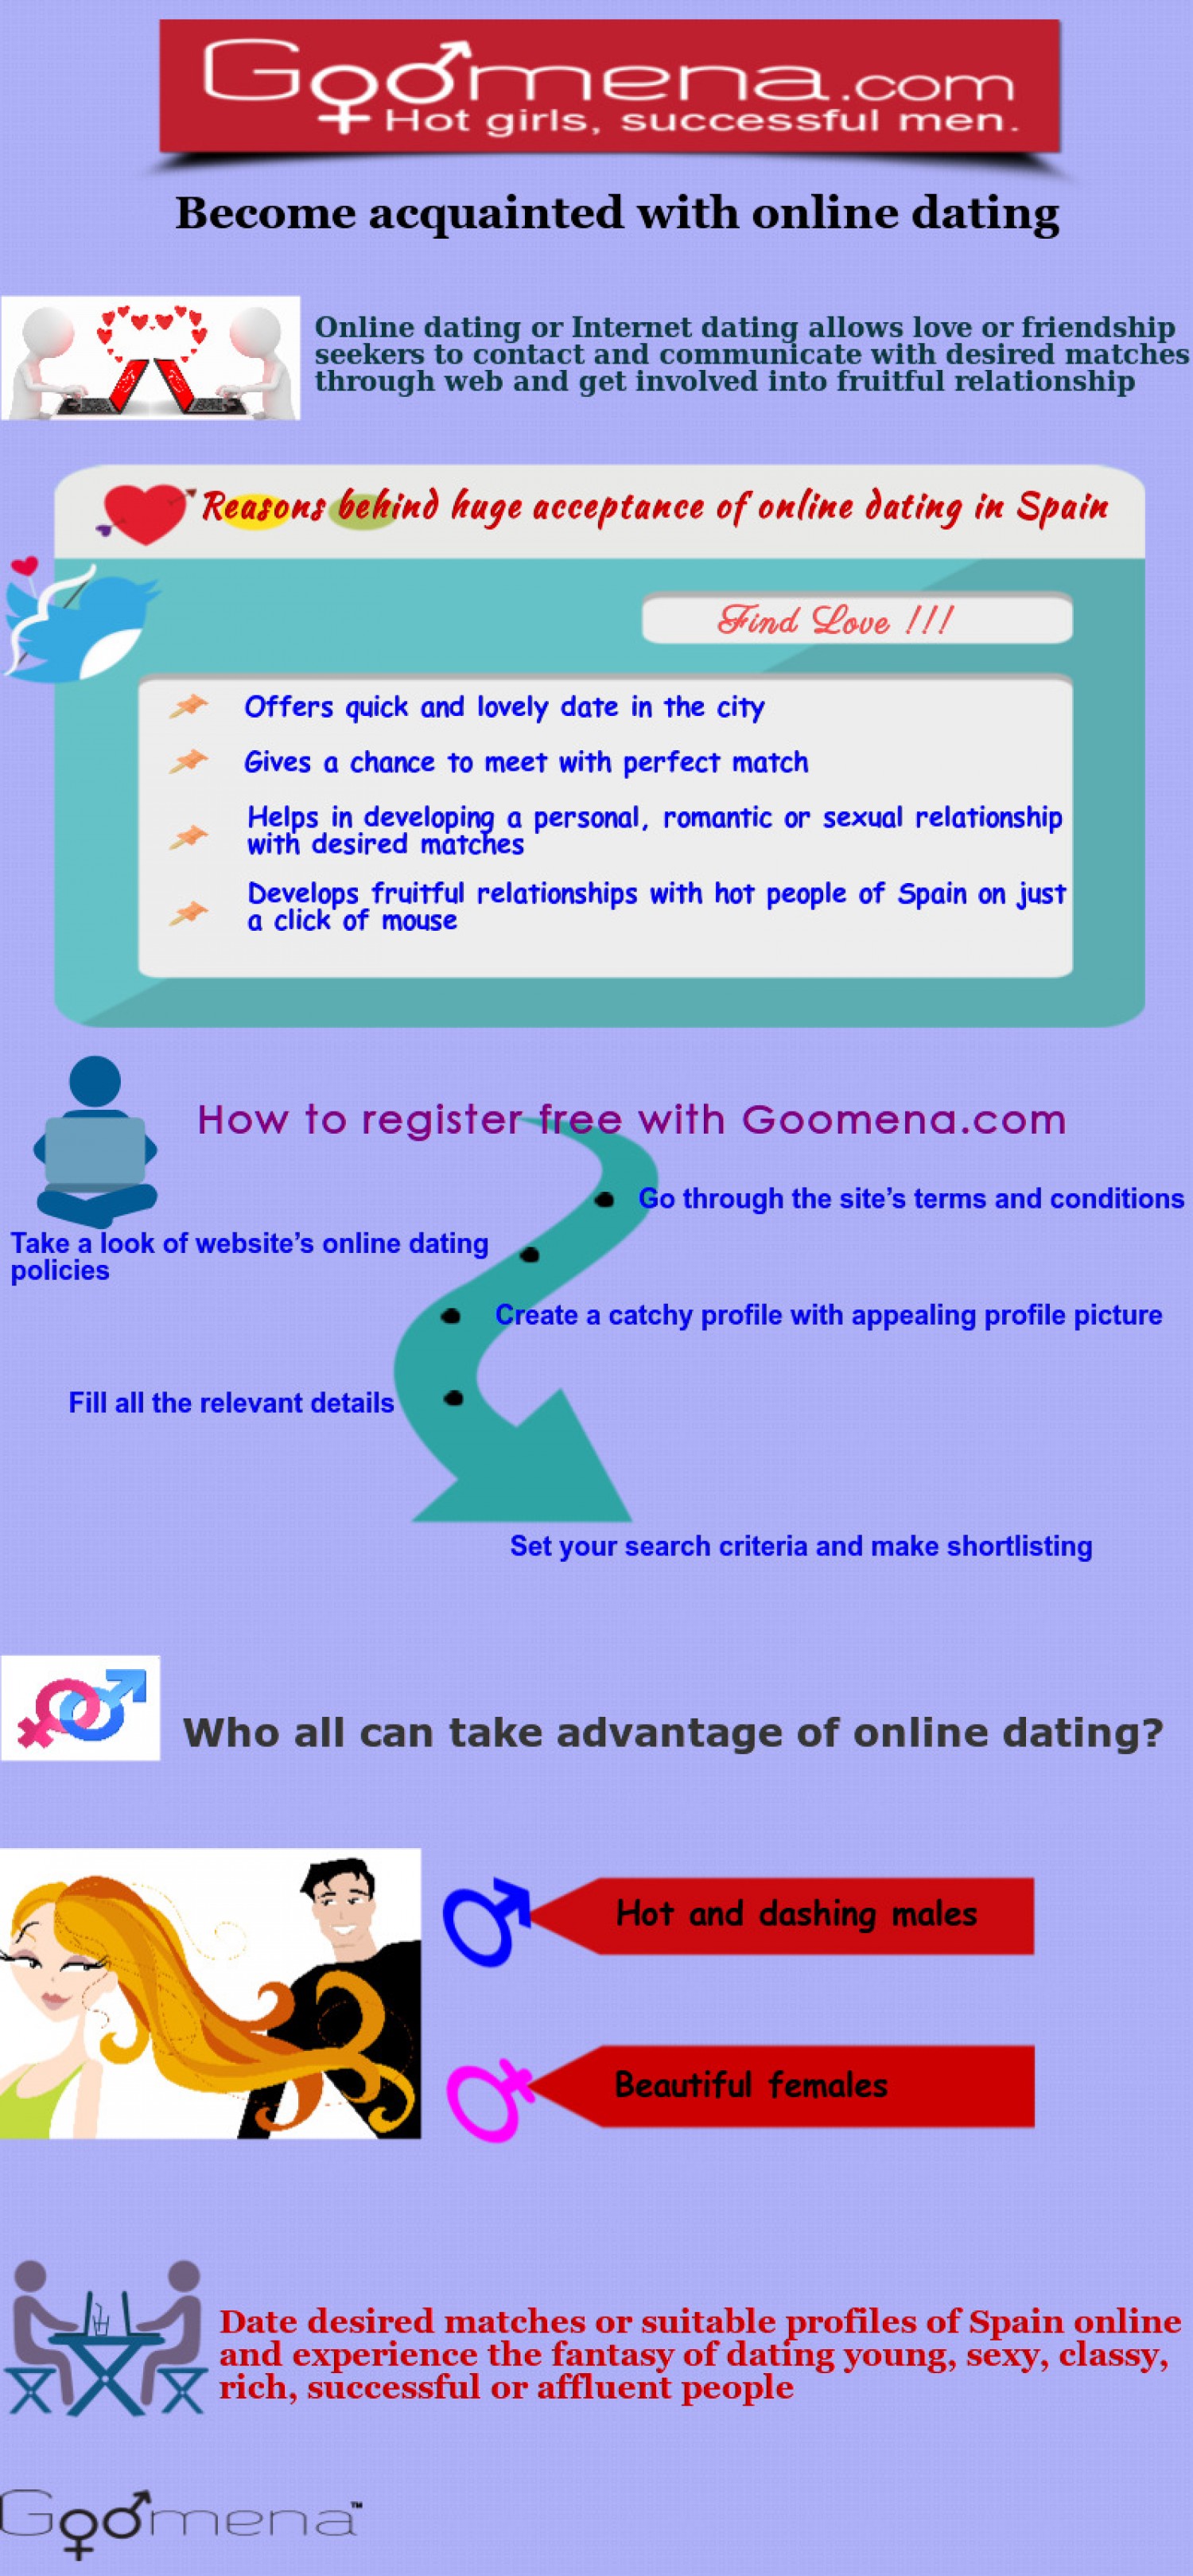 Goomena.com
Hot girls, successful men.
Become acquainted with online dating
Online dating or Internet dating allows love or friendship
seekers to contact and communicate with desired matches
through web and get involved into fruitful relationship
Reasons behind huge acceptance of online dating in Spain
Find Love !!!
Offers quick and lovely date in the city
Gives a chance to meet with perfect match
Helps in developing a personal, romantic or sexual relationship
with desired matches
Develops fruitful relationships with hot people of Spain on just
a click of mouse
How to register free with Goomena.com
Go through the site's terms and conditions
Take a look of website's online dating
policies
Create a catchy profile with appealing profile picture
Fill all the relevant details
Set your search criteria and make shortlisting
Who all can take advantage of online dating?
Hot and dashing males
Beautiful females
Date desired matches or suitable profiles of Spain online
and experience the fantasy of dating young, sexy, classy,
rich, successful or affluent people
Goomena™